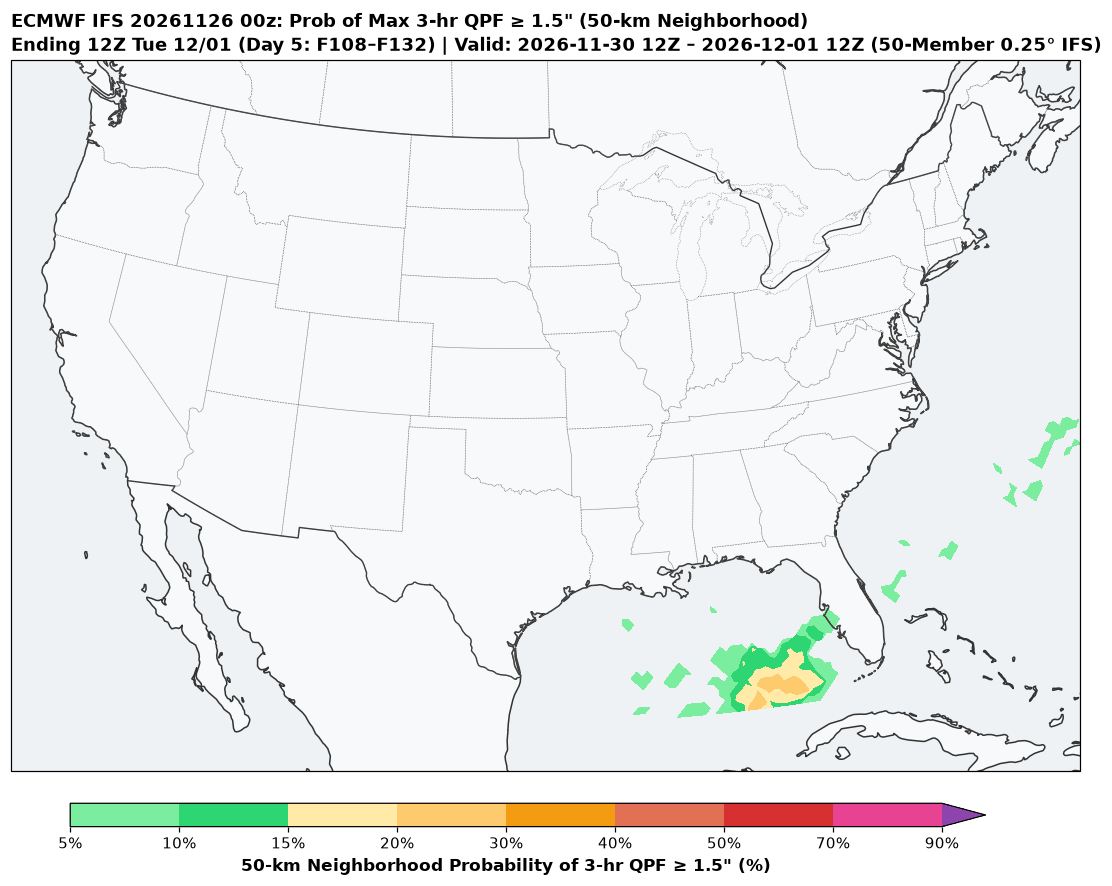 ECMWF IFS 20261126 00z: Prob of Max 3-hr QPF ≥ 1.5" (50-km Neighborhood)
Ending 12Z Tue 12/01 (Day 5: F108–F132) | Valid: 2026-11-30 12Z – 2026-12-01 12Z (50-Member 0.25° IFS)
5% 10% 15% 20% 30% 40% 50% 70% 90%
50-km Neighborhood Probability of 3-hr QPF ≥ 1.5" (%)